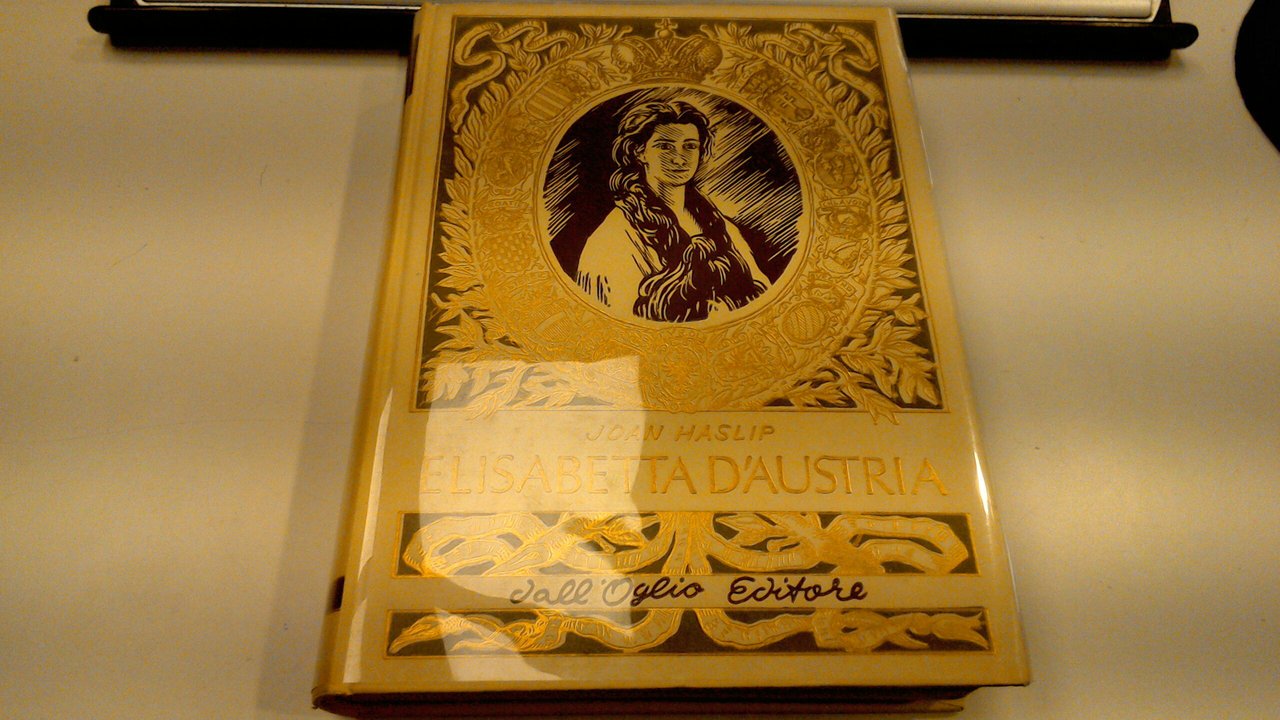 JOAN HASLIP
"ELISABETTA D'AUSTRIA"
dall'Oglio Editore